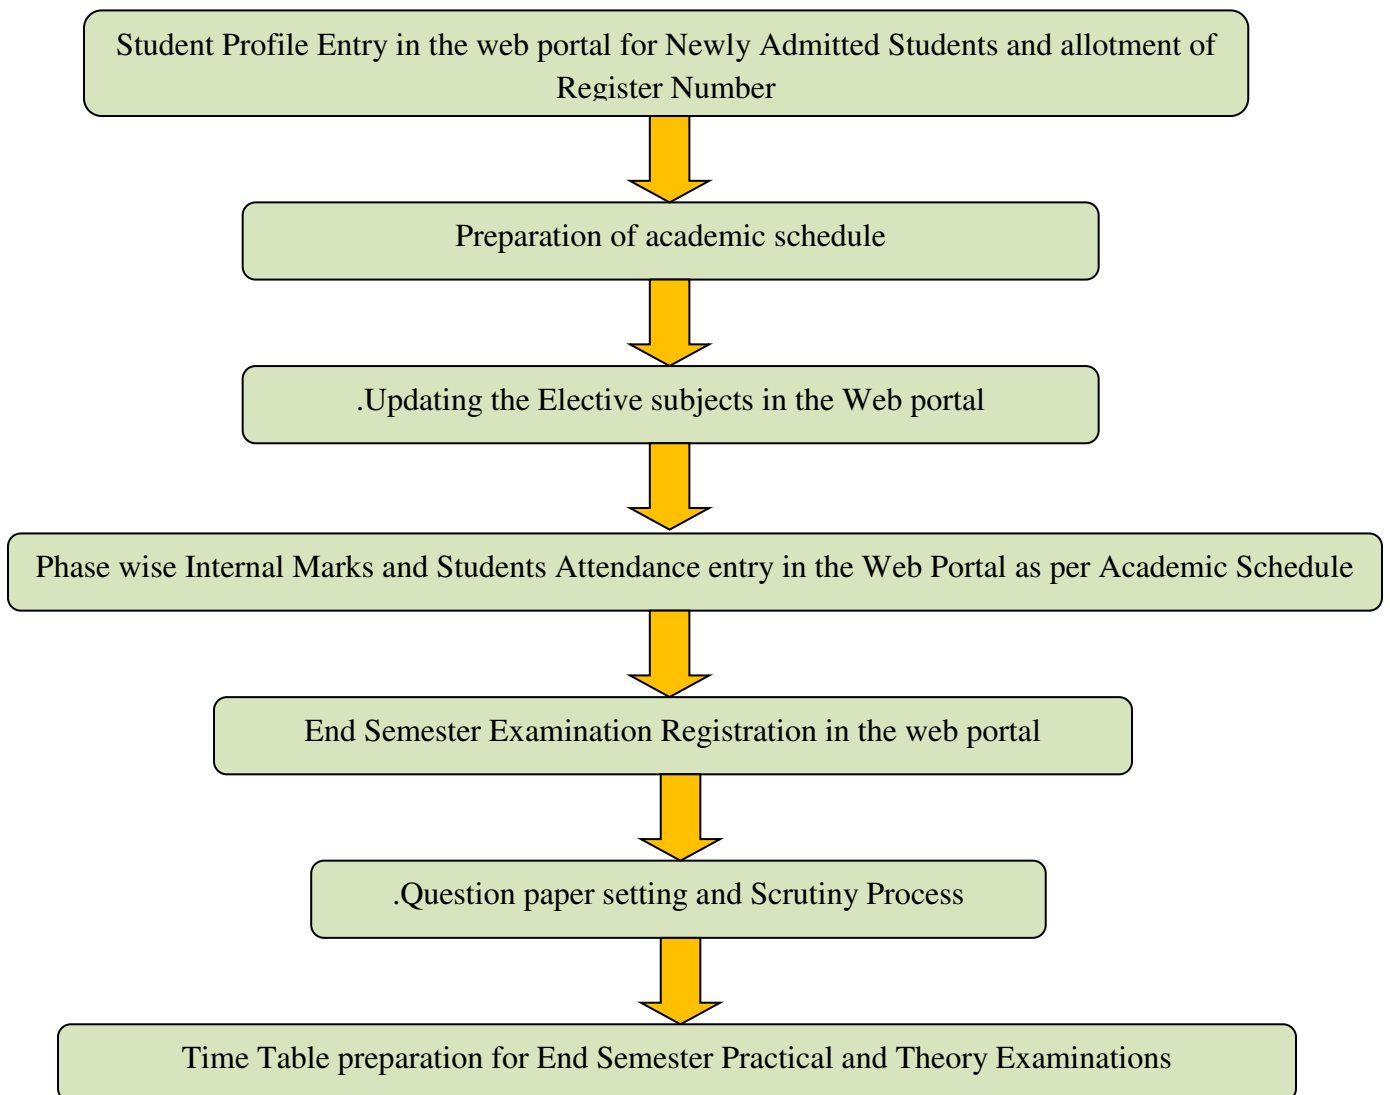 Student Profile Entry in the web portal for Newly Admitted Students and allotment of
Register Number
Preparation of academic schedule
.Updating the Elective subjects in the Web portal
Phase wise Internal Marks and Students Attendance entry in the Web Portal as per Academic Schedule
End Semester Examination Registration in the web portal
.Question paper setting and Scrutiny Process
Time Table preparation for End Semester Practical and Theory Examinations